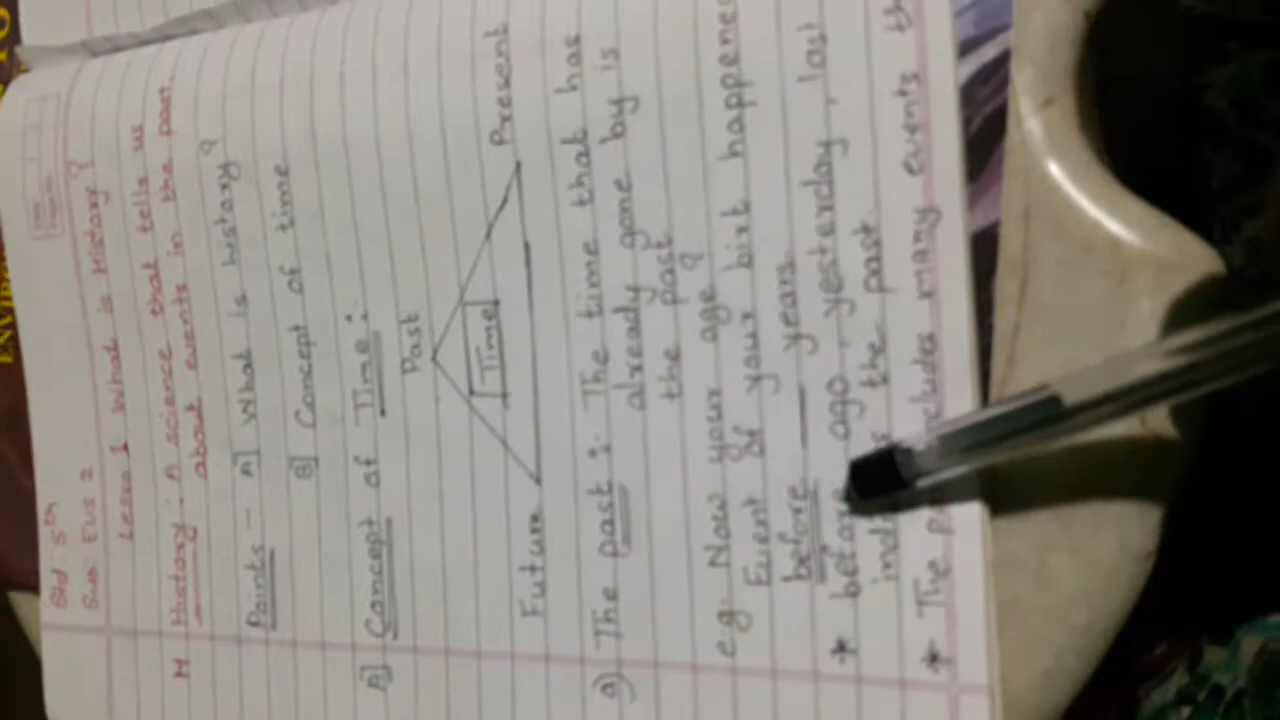 Std 5th
Sub EVS 2
Lesson 1 What is History?
H History : A science that tells us
about events in the past.
Points - A] What is history?
B] Concept of time
A] Concept of Time :
Past
Time
Future Present
a) The past : The time that has
already gone by is
the past
e.g. Now your age?
Event of your birt happene
before ___ years
* before ago, yesterday, last
the past.
* The many events